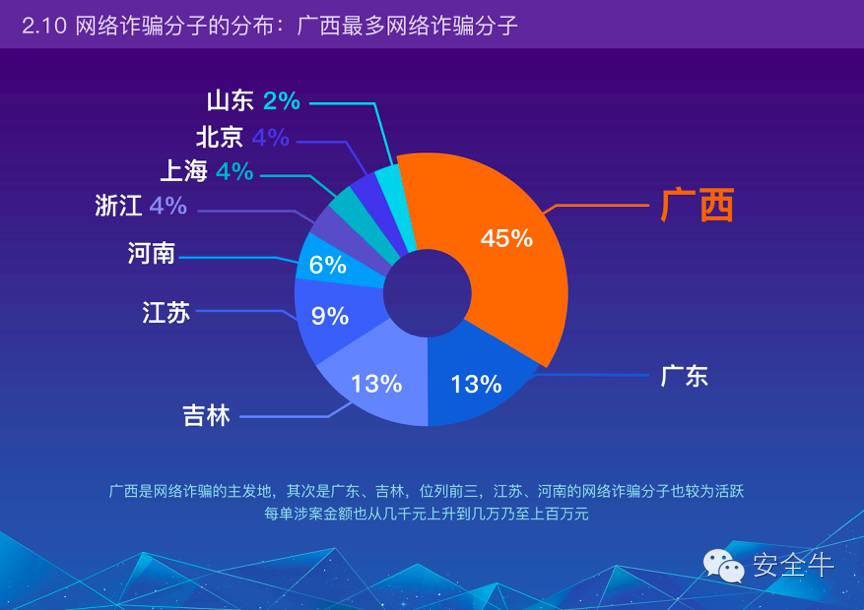 2.10 网络诈骗分子的分布：广西最多网络诈骗分子
山东 2%
北京 4%
上海 4%
浙江 4%
广西
45%
河南
6%
江苏
9%
广东
13%
吉林
13%
广西是网络诈骗的主发地，其次是广东、吉林，位列前三，江苏、河南的网络诈骗分子也较为活跃
每单涉案金额也从几千元上升到几万乃至上百万元
安全牛